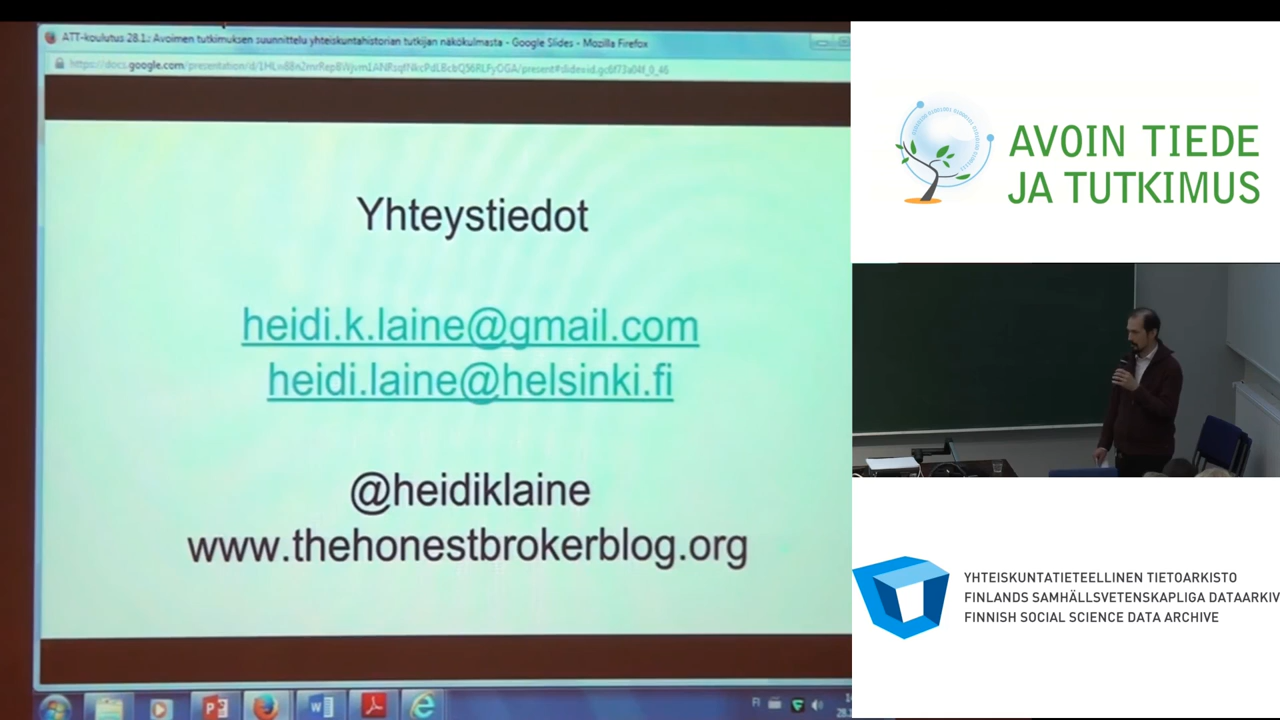 ATT-koulutus 28.1.: Avoimen tutkimuksen suunnittelu yhteiskuntahistorian tutkijan näkökulmasta - Google Slides - Mozilla Firefox
Yhteystiedot
heidi.k.laine@gmail.com
heidi.laine@helsinki.fi
@heidiklaine
www.thehonestbrokerblog.org
FI
AVOIN TIEDE
JA TUTKIMUS
YHTEISKUNTATIETEELLINEN TIETOARKISTO
FINLANDS SAMHÄLLSVETENSKAPLIGA DATAARKIV
FINNISH SOCIAL SCIENCE DATA ARCHIVE